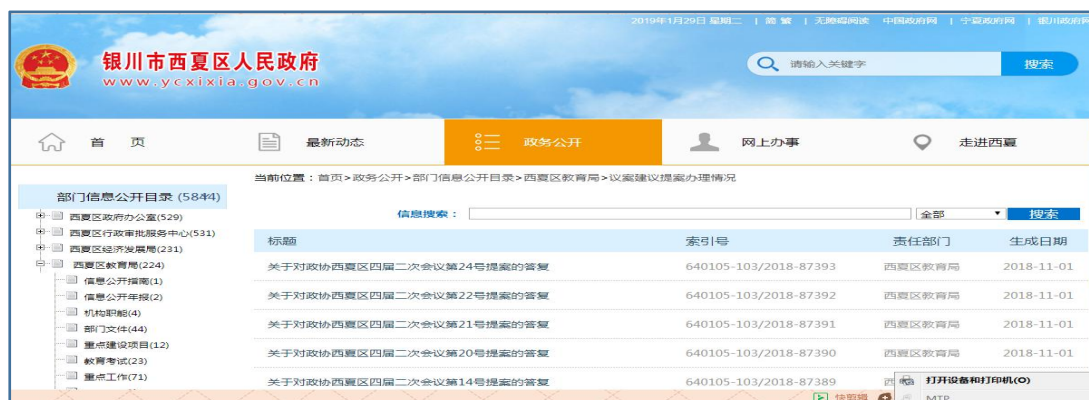 2019年1月29日 星期二 | 简 繁 | 无障碍阅读 中国政府网 | 宁夏政府网 | 银川政府网
银川市西夏区人民政府
www.ycxixia.gov.cn
请输入关键字 搜索
首 页 最新动态 政务公开 网上办事 走进西夏
当前位置：首页>政务公开>部门信息公开目录>西夏区教育局>议案建议提案办理情况
部门信息公开目录 (5844)
西夏区政府办公室(529)
西夏区行政审批服务中心(531)
西夏区经济发展局(231)
西夏区教育局(224)
信息公开指南(1)
信息公开年报(2)
机构职能(4)
部门文件(44)
重点建设项目(12)
教育考试(23)
重点工作(71)
信息搜索： 全部 搜索
标题 索引号 责任部门 生成日期
关于对政协西夏区四届二次会议第24号提案的答复 640105-103/2018-87393 西夏区教育局 2018-11-01
关于对政协西夏区四届二次会议第22号提案的答复 640105-103/2018-87392 西夏区教育局 2018-11-01
关于对政协西夏区四届二次会议第21号提案的答复 640105-103/2018-87391 西夏区教育局 2018-11-01
关于对政协西夏区四届二次会议第20号提案的答复 640105-103/2018-87390 西夏区教育局 2018-11-01
关于对政协西夏区四届二次会议第14号提案的答复 640105-103/2018-87389 西
打开设备和打印机(O)
快剪辑 MTP